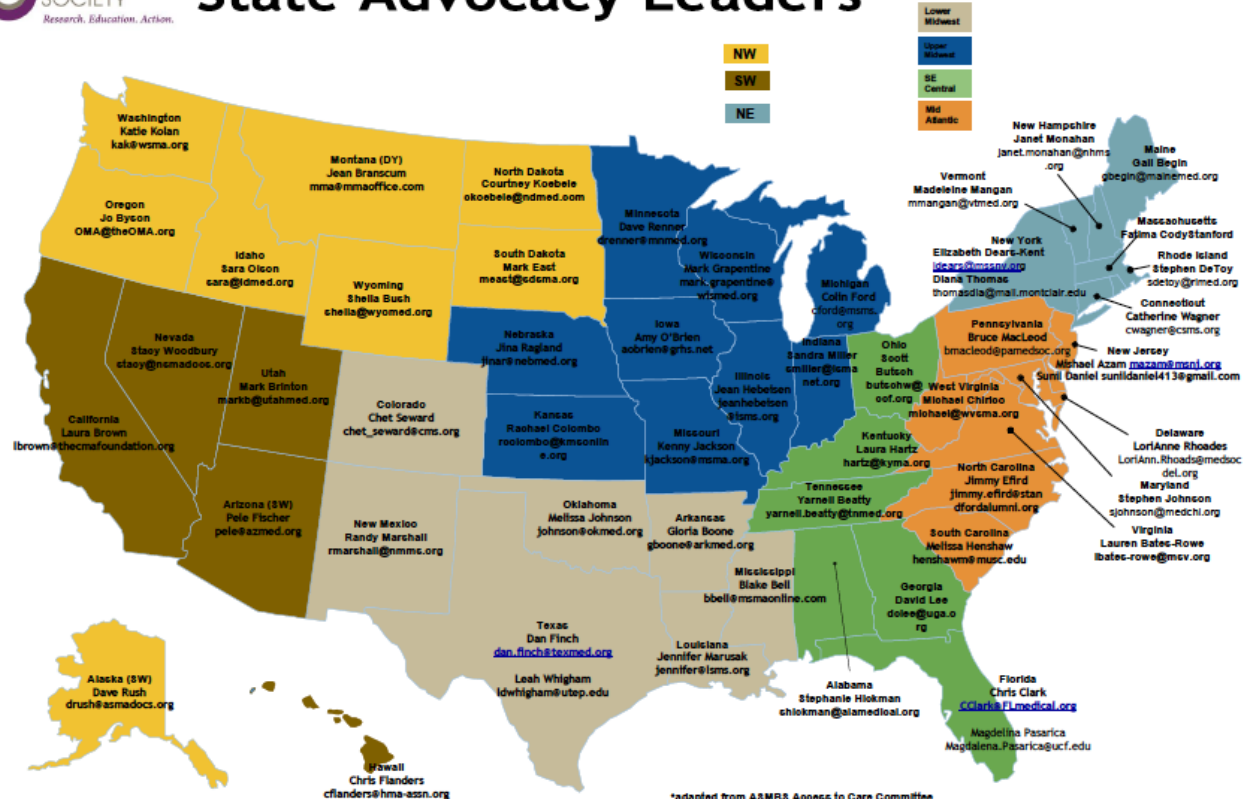 SOCIETY
Research. Education. Action.
State Advocacy Leaders
Lower
Midwest
Upper
Midwest
SE
Central
Mid
Atlantic
NW
SW
NE
Washington
Katie Kolan
kak@wsma.org
Oregon
Jo Byson
OMA@theOMA.org
Idaho
Sara Olson
sara@idmed.org
Montana (DY)
Jean Branscum
mma@mmaoffice.com
Wyoming
Sheila Bush
sheila@wyomed.org
North Dakota
Courtney Koebele
okoebele@ndmed.com
South Dakota
Mark East
meast@sdsma.org
Minnesota
Dave Renner
drenner@mnmed.org
Wisconsin
Mark Grapentine
mark.grapentine@
wismed.org
Michigan
Colin Ford
cford@msms.
org
Nebraska
Jina Ragland
jinar@nebmed.org
Iowa
Amy O'Brien
aobrien@grhs.net
Illinois
Jean Hebeisen
jeanhebeisen
@isms.org
Indiana
Sandra Miller
smiller@isma
net.org
Kansas
Rachael Colombo
rcolombo@kmsonlin
e.org
Missouri
Kenny Jackson
kjackson@msma.org
Ohio
Scott
Butsch
butschw@
ccf.org
Kentucky
Laura Hartz
hartz@kyma.org
Tennessee
Yarnell Beatty
yarnell.beatty@tnmed.org
Nevada
Stacy Woodbury
stacy@nsmadocs.org
Utah
Mark Brinton
markb@utahmed.org
California
Laura Brown
lbrown@thecmafoundation.org
Arizona (SW)
Pele Fischer
pele@azmed.org
Colorado
Chet Seward
chet_seward@cms.org
New Mexico
Randy Marshall
rmarshall@nmms.org
Oklahoma
Melissa Johnson
johnson@okmed.org
Arkansas
Gloria Boone
gboone@arkmed.org
Mississippi
Blake Bell
bbell@msmaonline.com
Texas
Dan Finch
dan.finch@texmed.org
Leah Whigham
ldwhigham@utep.edu
Louisiana
Jennifer Marusak
jennifer@lsms.org
Alabama
Stephanie Hickman
shickman@alamedical.org
Georgia
David Lee
dclee@uga.o
rg
Florida
Chris Clark
CClark@FLmedical.org
Magdelina Pasarica
Magdalena.Pasarica@ucf.edu
Alaska (SW)
Dave Rush
drush@asmadocs.org
Hawaii
Chris Flanders
cflanders@hma-assn.org
New Hampshire
Janet Monahan
janet.monahan@nhms
.org
Maine
Gail Begin
gbegin@mainemed.org
Vermont
Madeleine Mangan
mmangan@vtmed.org
Massachusetts
Fatima CodyStanford
New York
Elizabeth Dears-Kent
Diana Thomas
thomasdia@mail.montclair.edu
Rhode Island
Stephen DeToy
sdetoy@rimed.org
Connecticut
Catherine Wagner
cwagner@csms.org
Pennsylvania
Bruce MacLeod
bmacleod@pamedsoc.org
New Jersey
Mishael Azam mazam@msnj.org
Sunil Daniel sunildaniel413@gmail.com
West Virginia
Michael Chirico
michael@wvsma.org
Delaware
LoriAnne Rhoades
LoriAnn.Rhoads@medsoc
del.org
Maryland
Stephen Johnson
sjohnson@medchi.org
Virginia
Lauren Bates-Rowe
lbates-rowe@msv.org
North Carolina
Jimmy Efird
jimmy.efird@stan
dfordalumni.org
South Carolina
Melissa Henshaw
henshawm@musc.edu
*adapted from ASMBS Access to Care Committee